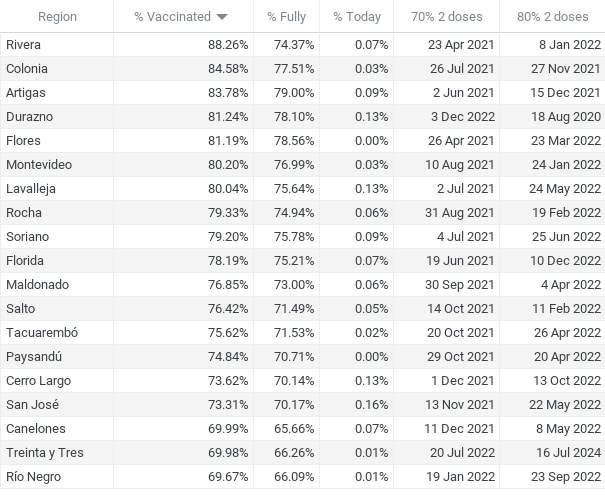 Region % Vaccinated % Fully % Today 70% 2 doses 80% 2 doses
Rivera 88.26% 74.37% 0.07% 23 Apr 2021 8 Jan 2022
Colonia 84.58% 77.51% 0.03% 26 Jul 2021 27 Nov 2021
Artigas 83.78% 79.00% 0.09% 2 Jun 2021 15 Dec 2021
Durazno 81.24% 78.10% 0.13% 3 Dec 2022 18 Aug 2020
Flores 81.19% 78.56% 0.00% 26 Apr 2021 23 Mar 2022
Montevideo 80.20% 76.99% 0.03% 10 Aug 2021 24 Jan 2022
Lavalleja 80.04% 75.64% 0.13% 2 Jul 2021 24 May 2022
Rocha 79.33% 74.94% 0.06% 31 Aug 2021 19 Feb 2022
Soriano 79.20% 75.78% 0.09% 4 Jul 2021 25 Jun 2022
Florida 78.19% 75.21% 0.07% 19 Jun 2021 10 Dec 2022
Maldonado 76.85% 73.00% 0.06% 30 Sep 2021 4 Apr 2022
Salto 76.42% 71.49% 0.05% 14 Oct 2021 11 Feb 2022
Tacuarembó 75.62% 71.53% 0.02% 20 Oct 2021 26 Apr 2022
Paysandú 74.84% 70.71% 0.00% 29 Oct 2021 20 Apr 2022
Cerro Largo 73.62% 70.14% 0.13% 1 Dec 2021 13 Oct 2022
San José 73.31% 70.17% 0.16% 13 Nov 2021 22 May 2022
Canelones 69.99% 65.66% 0.07% 11 Dec 2021 8 May 2022
Treinta y Tres 69.98% 66.26% 0.01% 20 Jul 2022 16 Jul 2024
Río Negro 69.67% 66.09% 0.01% 19 Jan 2022 23 Sep 2022